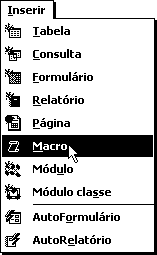 Inserir
Tabela
Consulta
Formulário
Relatório
Página
Macro
Módulo
Módulo classe
AutoFormulário
AutoRelatório